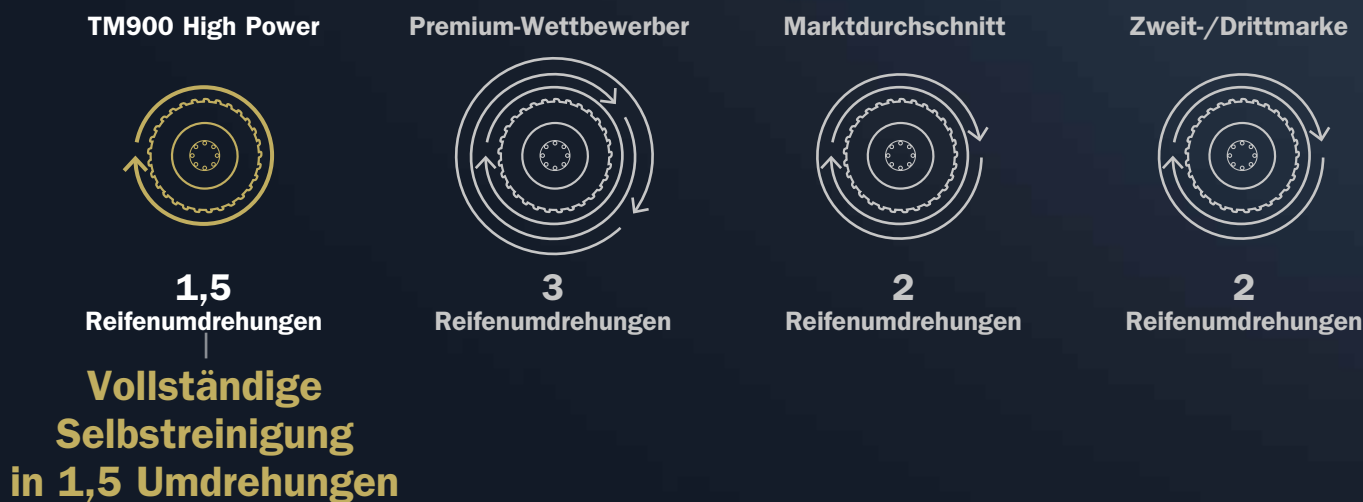 TM900 High Power
Premium-Wettbewerber
Marktdurchschnitt
Zweit-/Drittmarke
1,5
Reifenumdrehungen
3
Reifenumdrehungen
2
Reifenumdrehungen
2
Reifenumdrehungen
Vollständige
Selbstreinigung
in 1,5 Umdrehungen